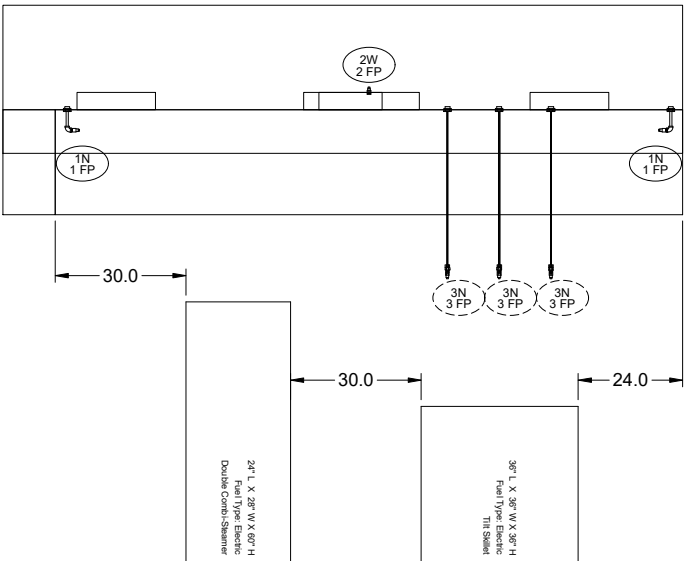 2W
2 FP
1N
1 FP
1N
1 FP
30.0
3N
3 FP
3N
3 FP
3N
3 FP
30.0
24.0
24" L X 28" W X 60" H
Fuel Type: Electric
Double Combi-Steamer
36" L X 36" W X 36" H
Fuel Type: Electric
Tilt Skillet